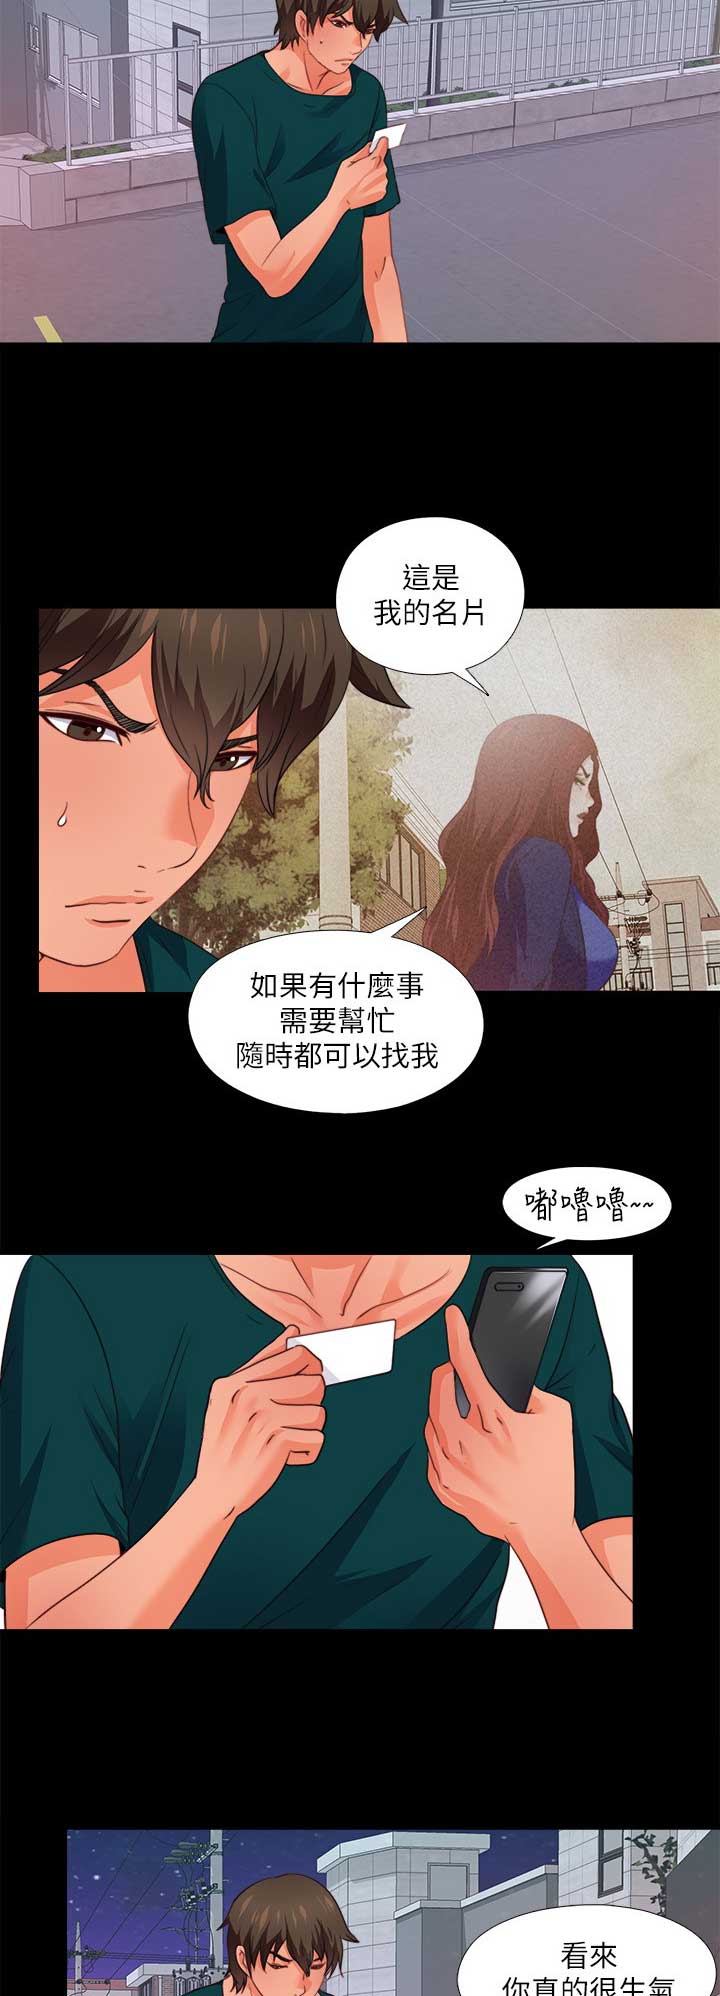 這是
我的名片
如果有什麼事
需要幫忙
隨時都可以找我
嘟嚕嚕~~
看來
你真的很生氣